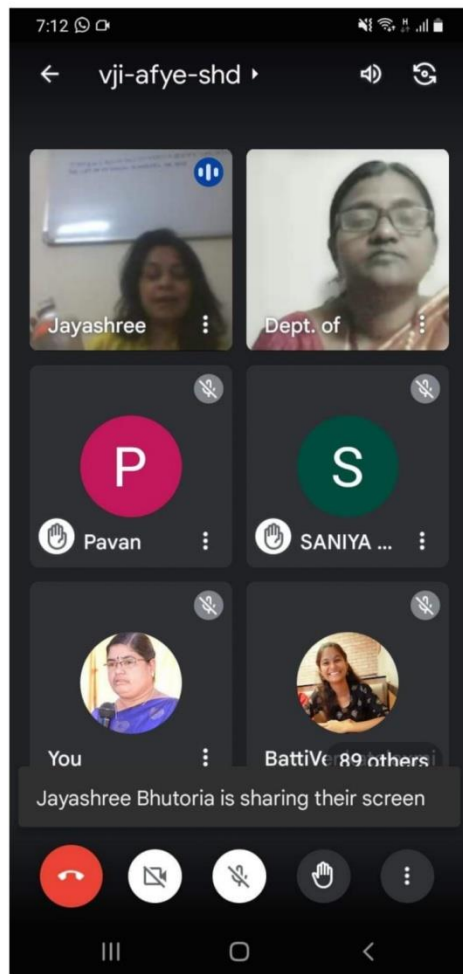 7:12
vji-afye-shd
Jayashree
Dept. of
P
S
Pavan
SANIYA ...
You
89 others
Jayashree Bhutoria is sharing their screen